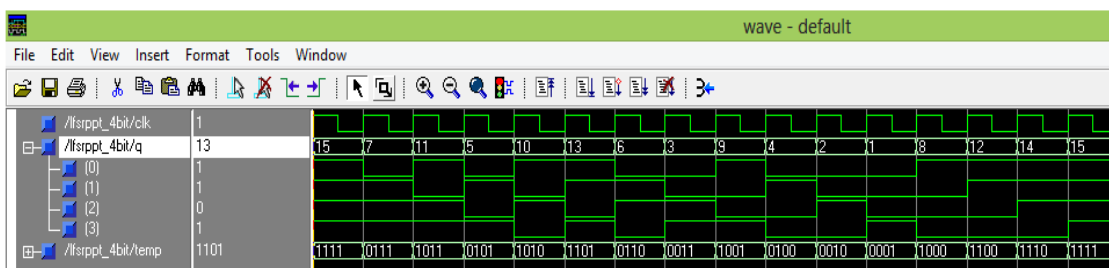 wave - default
File Edit View Insert Format Tools Window
/lfsrppt_4bit/clk 1
/lfsrppt_4bit/q 13 15 7 11 5 10 13 6 3 9 4 2 1 8 12 14 15
(0) 1
(1) 1
(2) 0
(3) 1
/lfsrppt_4bit/temp 1101 1111 0111 1011 0101 1010 1101 0110 0011 1001 0100 0010 0001 1000 1100 1110 1111